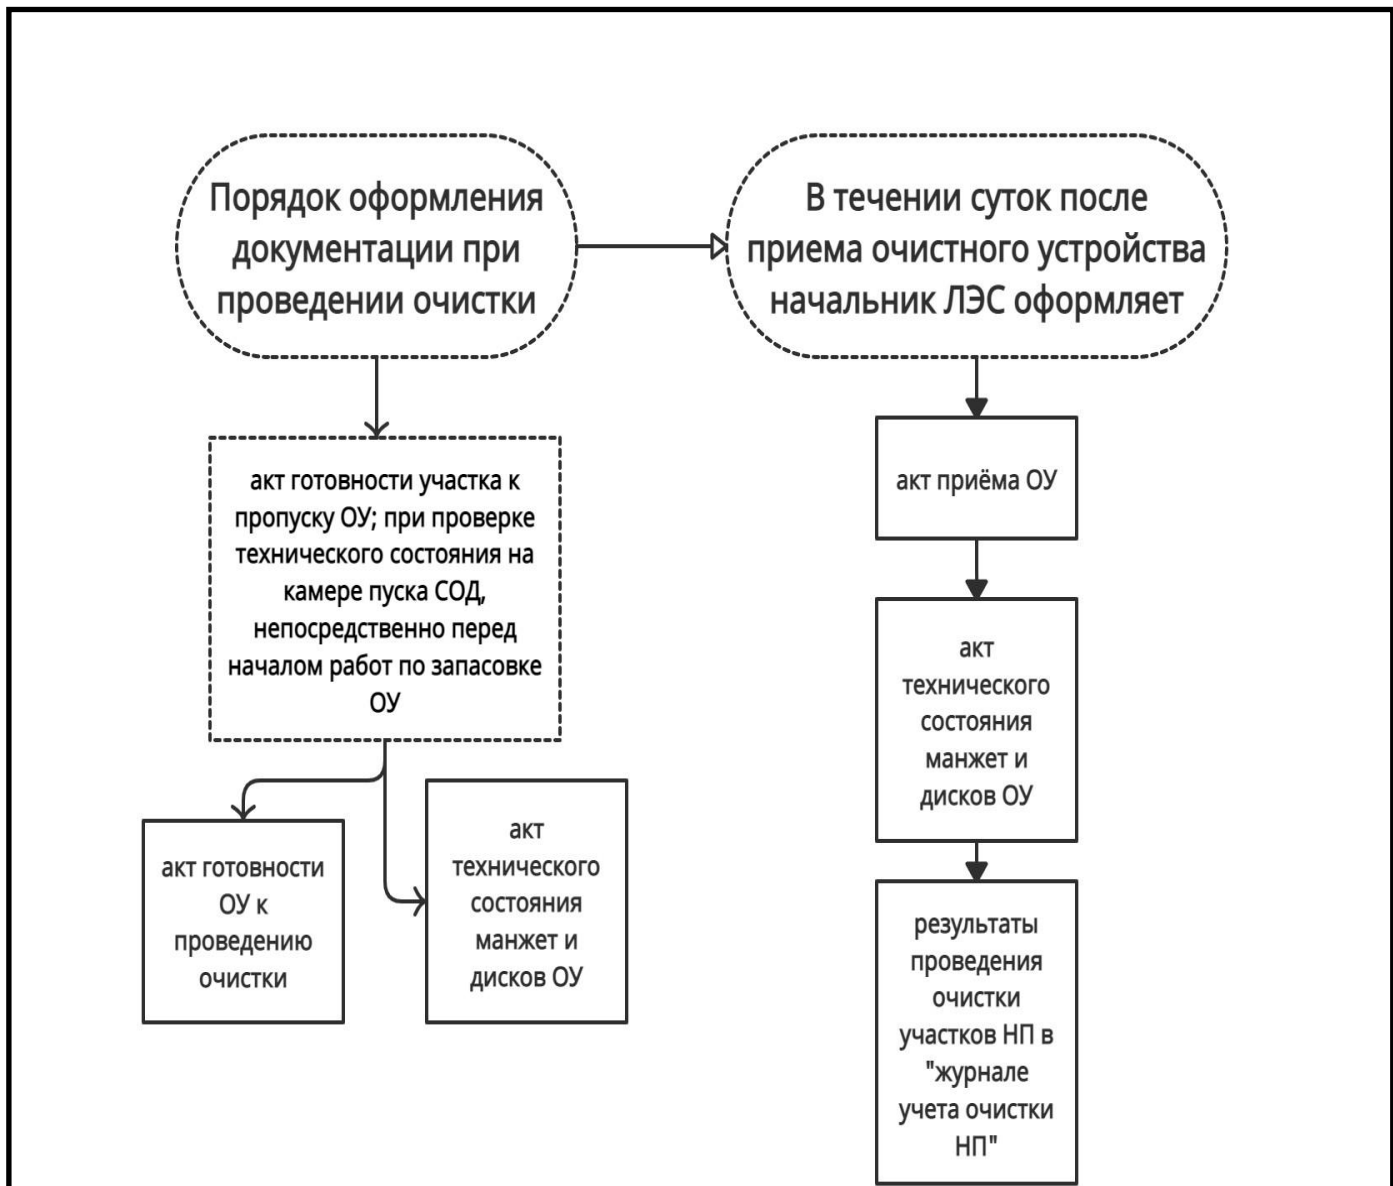 Порядок оформления
документации при
проведении очистки
В течении суток после
приема очистного устройства
начальник ЛЭС оформляет
акт готовности участка к
пропуску ОУ; при проверке
технического состояния на
камере пуска СОД,
непосредственно перед
началом работ по запасовке
ОУ
акт готовности
ОУ к
проведению
очистки
акт
технического
состояния
манжет и
дисков ОУ
акт приёма ОУ
акт
технического
состояния
манжет и
дисков ОУ
результаты
проведения
очистки
участков НП в
"журнале
учета очистки
НП"